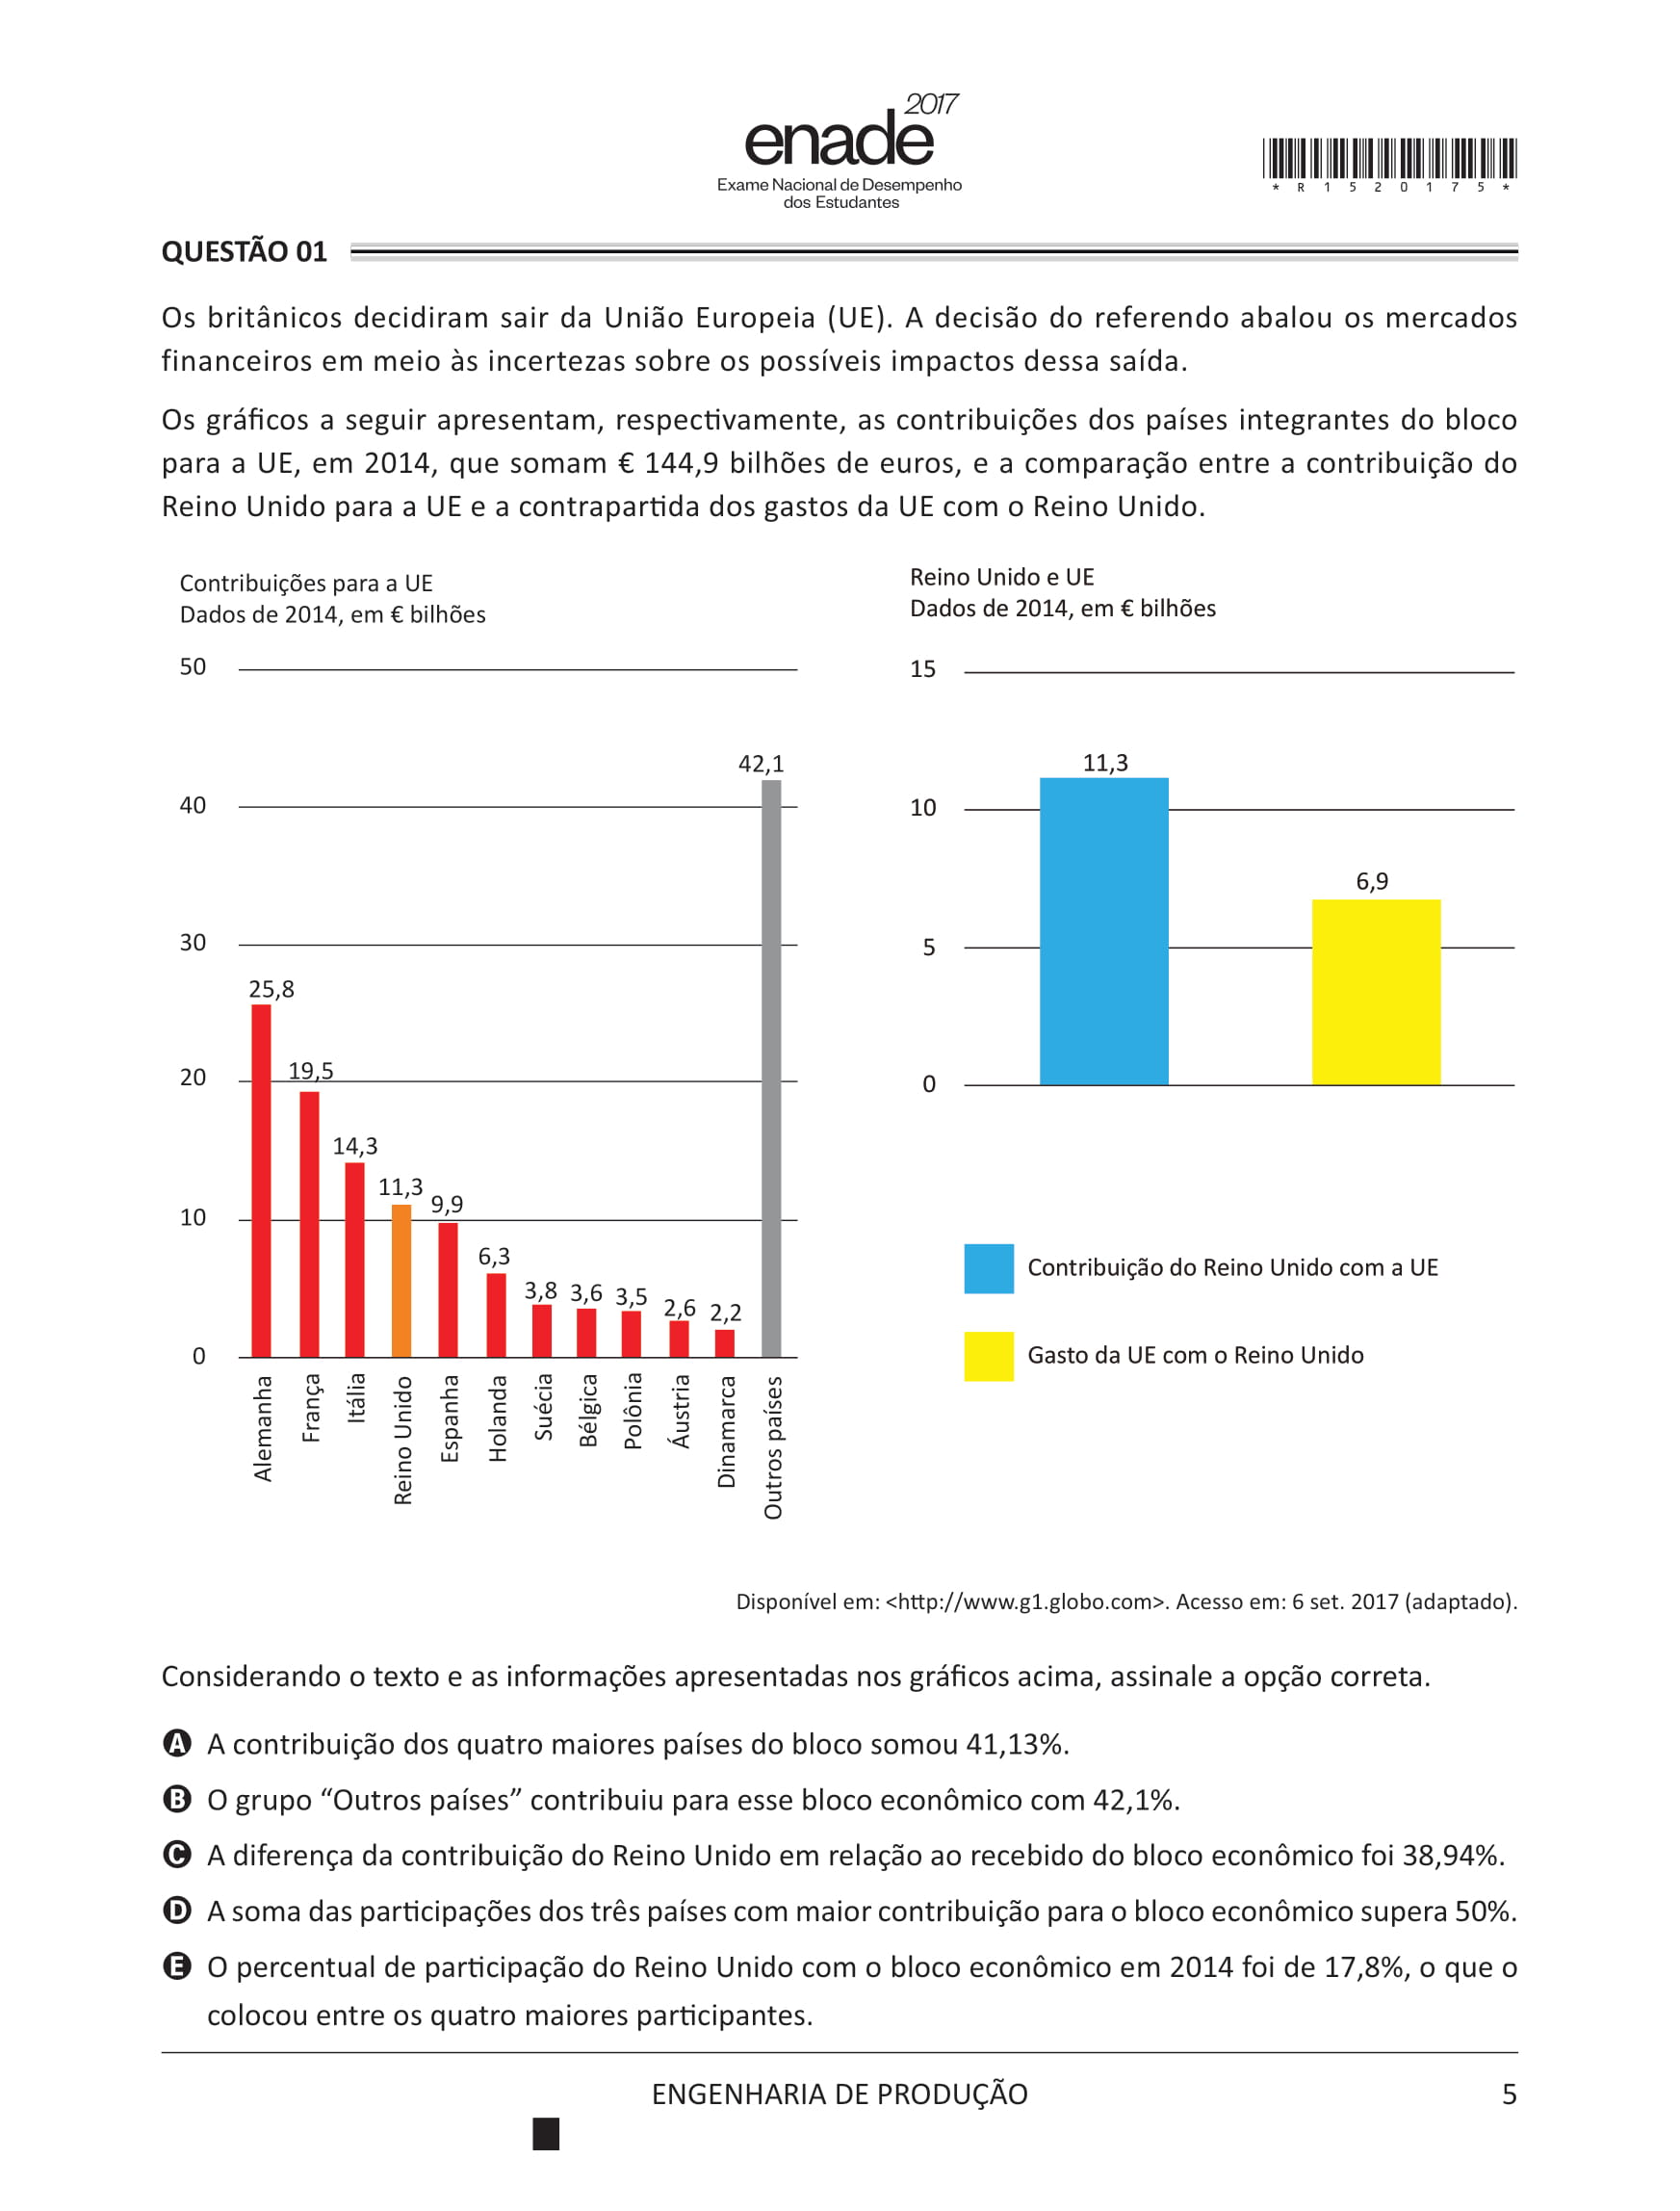 2017
enade
Exame Nacional de Desempenho
dos Estudantes
* R 1 5 2 0 1 7 5 *
QUESTÃO 01
Os britânicos decidiram sair da União Europeia (UE). A decisão do referendo abalou os mercados
financeiros em meio às incertezas sobre os possíveis impactos dessa saída.
Os gráficos a seguir apresentam, respectivamente, as contribuições dos países integrantes do bloco
para a UE, em 2014, que somam € 144,9 bilhões de euros, e a comparação entre a contribuição do
Reino Unido para a UE e a contrapartida dos gastos da UE com o Reino Unido.
Contribuições para a UE
Dados de 2014, em € bilhões
50
40
30
20
10
0
25,8
19,5
14,3
11,3
9,9
6,3
3,8
3,6
3,5
2,6
2,2
42,1
Alemanha
França
Itália
Reino Unido
Espanha
Holanda
Suécia
Bélgica
Polônia
Áustria
Dinamarca
Outros países
Reino Unido e UE
Dados de 2014, em € bilhões
15
10
5
0
11,3
6,9
Contribuição do Reino Unido com a UE
Gasto da UE com o Reino Unido
Disponível em: <http://www.g1.globo.com>. Acesso em: 6 set. 2017 (adaptado).
Considerando o texto e as informações apresentadas nos gráficos acima, assinale a opção correta.
A A contribuição dos quatro maiores países do bloco somou 41,13%.
B O grupo “Outros países” contribuiu para esse bloco econômico com 42,1%.
C A diferença da contribuição do Reino Unido em relação ao recebido do bloco econômico foi 38,94%.
D A soma das participações dos três países com maior contribuição para o bloco econômico supera 50%.
E O percentual de participação do Reino Unido com o bloco econômico em 2014 foi de 17,8%, o que o
colocou entre os quatro maiores participantes.
ENGENHARIA DE PRODUÇÃO
5